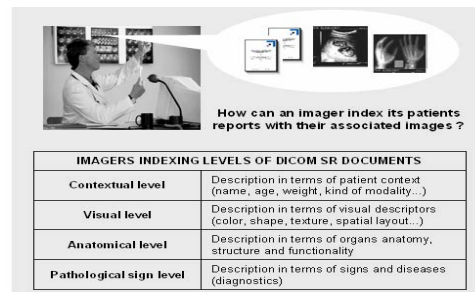 How can an imager index its patients
reports with their associated images ?
IMAGERS INDEXING LEVELS OF DICOM SR DOCUMENTS
Contextual level
Description in terms of patient context
(name, age, weight, kind of modality...)
Visual level
Description in terms of visual descriptors
(color, shape, texture, spatial layout...)
Anatomical level
Description in terms of organs anatomy,
structure and functionality
Pathological sign level
Description in terms of signs and diseases
(diagnostics)